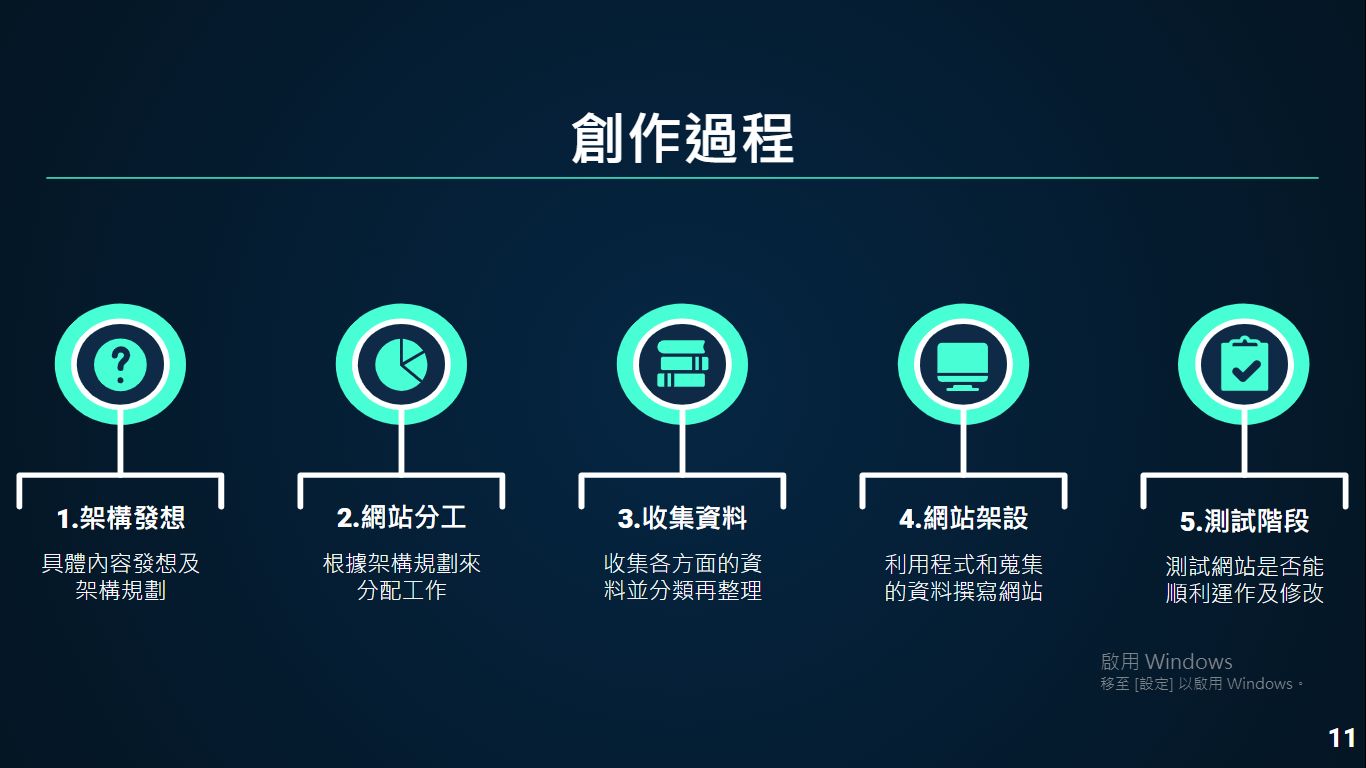 創作過程
1.架構發想
具體內容發想及
架構規劃
2.網站分工
根據架構規劃來
分配工作
3.收集資料
收集各方面的資
料並分類再整理
4.網站架設
利用程式和蒐集
的資料撰寫網站
5.測試階段
測試網站是否能
順利運作及修改
啟用 Windows
移至 [設定] 以啟用 Windows。
11